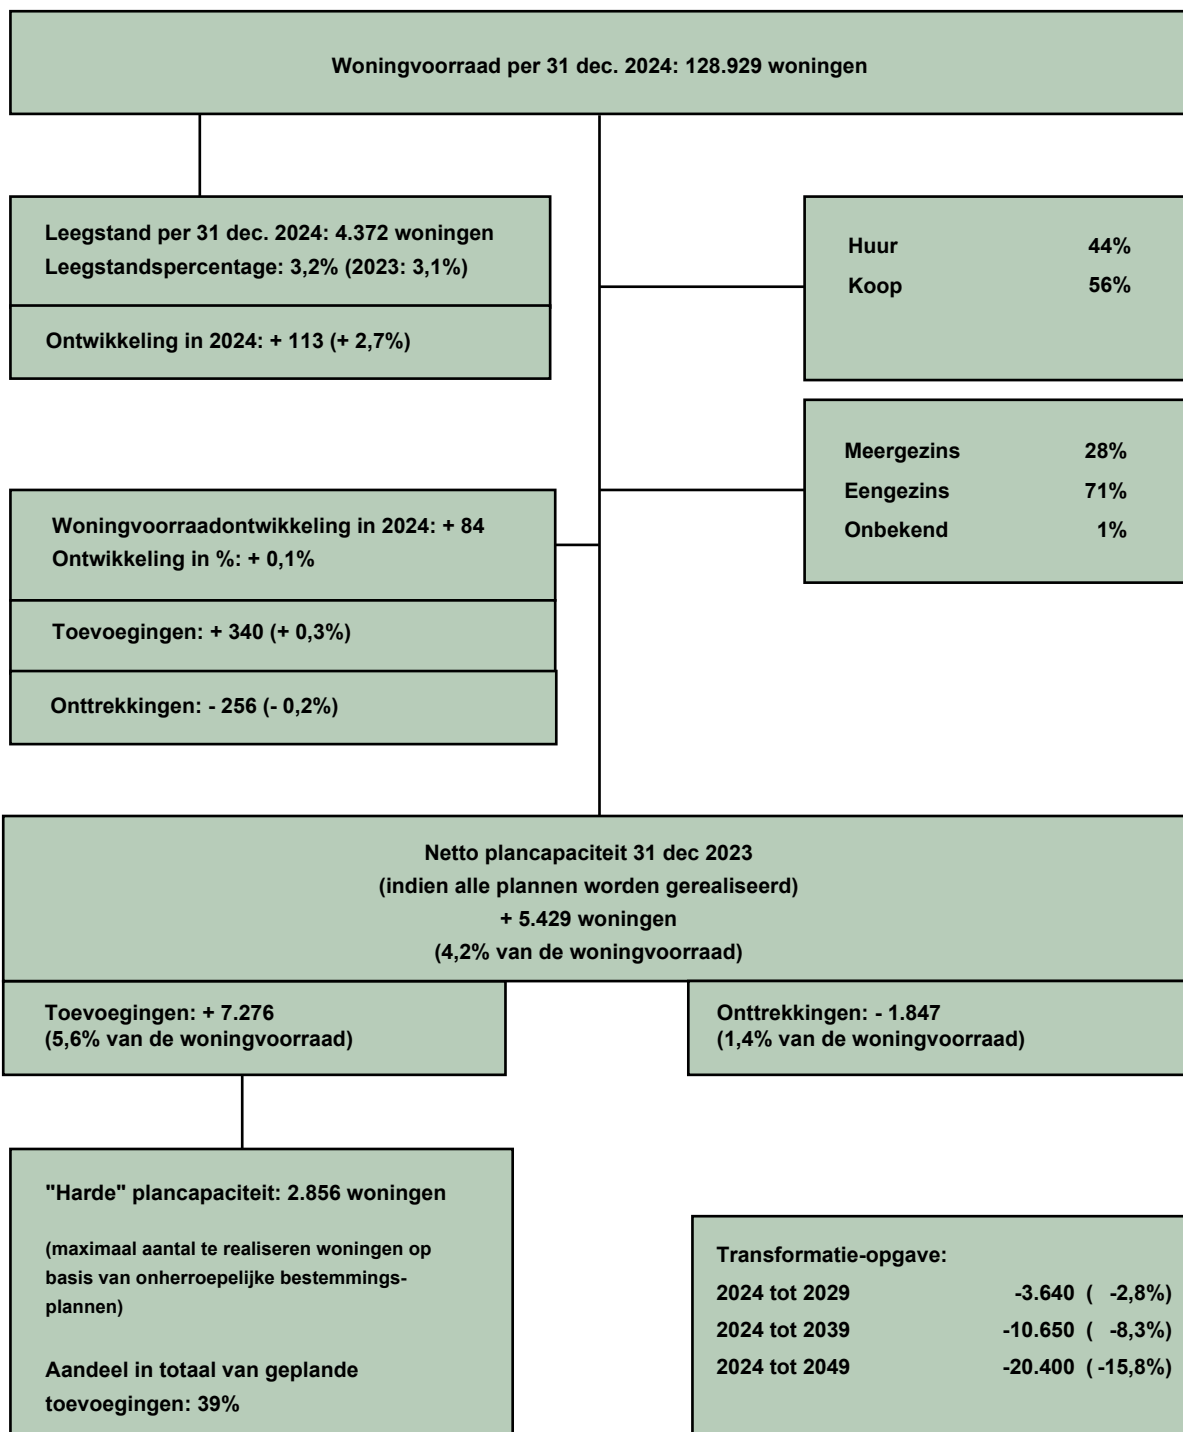 Woningvoorraad per 31 dec. 2024: 128.929 woningen
Leegstand per 31 dec. 2024: 4.372 woningen
Leegstandspercentage: 3,2% (2023: 3,1%)
Ontwikkeling in 2024: + 113 (+ 2,7%)
Huur 44%
Koop 56%
Meergezins 28%
Eengezins 71%
Onbekend 1%
Woningvoorraadontwikkeling in 2024: + 84
Ontwikkeling in %: + 0,1%
Toevoegingen: + 340 (+ 0,3%)
Onttrekkingen: - 256 (- 0,2%)
Netto plancapaciteit 31 dec 2023
(indien alle plannen worden gerealiseerd)
+ 5.429 woningen
(4,2% van de woningvoorraad)
Toevoegingen: + 7.276
(5,6% van de woningvoorraad)
Onttrekkingen: - 1.847
(1,4% van de woningvoorraad)
"Harde" plancapaciteit: 2.856 woningen
(maximaal aantal te realiseren woningen op
basis van onherroepelijke bestemmings-
plannen)
Aandeel in totaal van geplande
toevoegingen: 39%
Transformatie-opgave:
2024 tot 2029 -3.640 ( -2,8%)
2024 tot 2039 -10.650 ( -8,3%)
2024 tot 2049 -20.400 ( -15,8%)